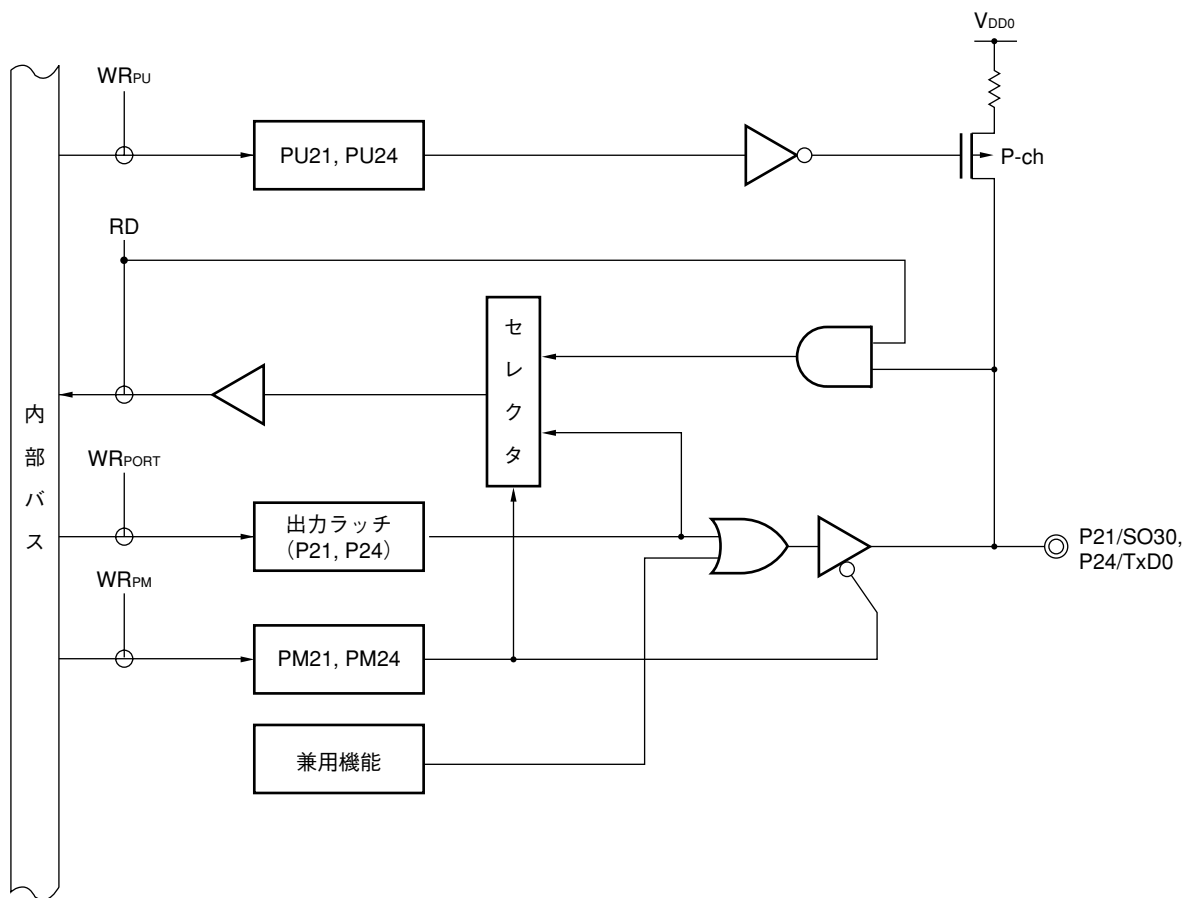 VDD0
WRPU
PU21, PU24
P-ch
RD
セレクタ
内部バス
WRPORT
出力ラッチ
（P21, P24）
P21/SO30,
P24/TxD0
WRPM
PM21, PM24
兼用機能